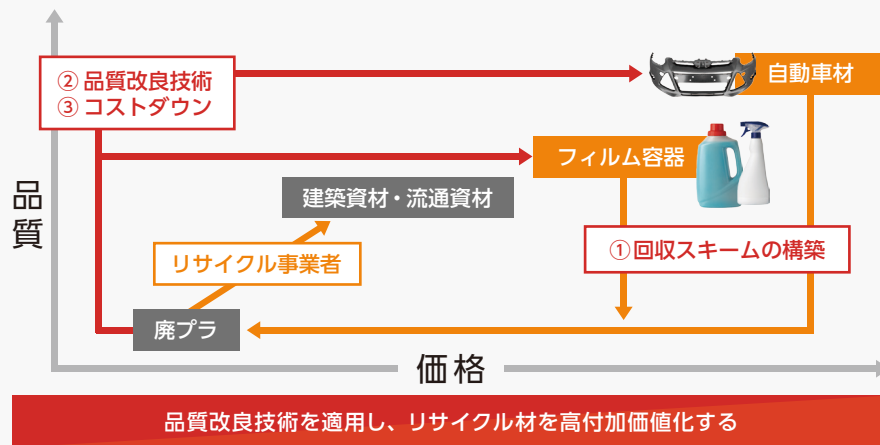 ② 品質改良技術
③ コストダウン
自動車材
フィルム容器
建築資材・流通資材
①回収スキームの構築
リサイクル事業者
廃プラ
品質
価格
品質改良技術を適用し、リサイクル材を高付加価値化する